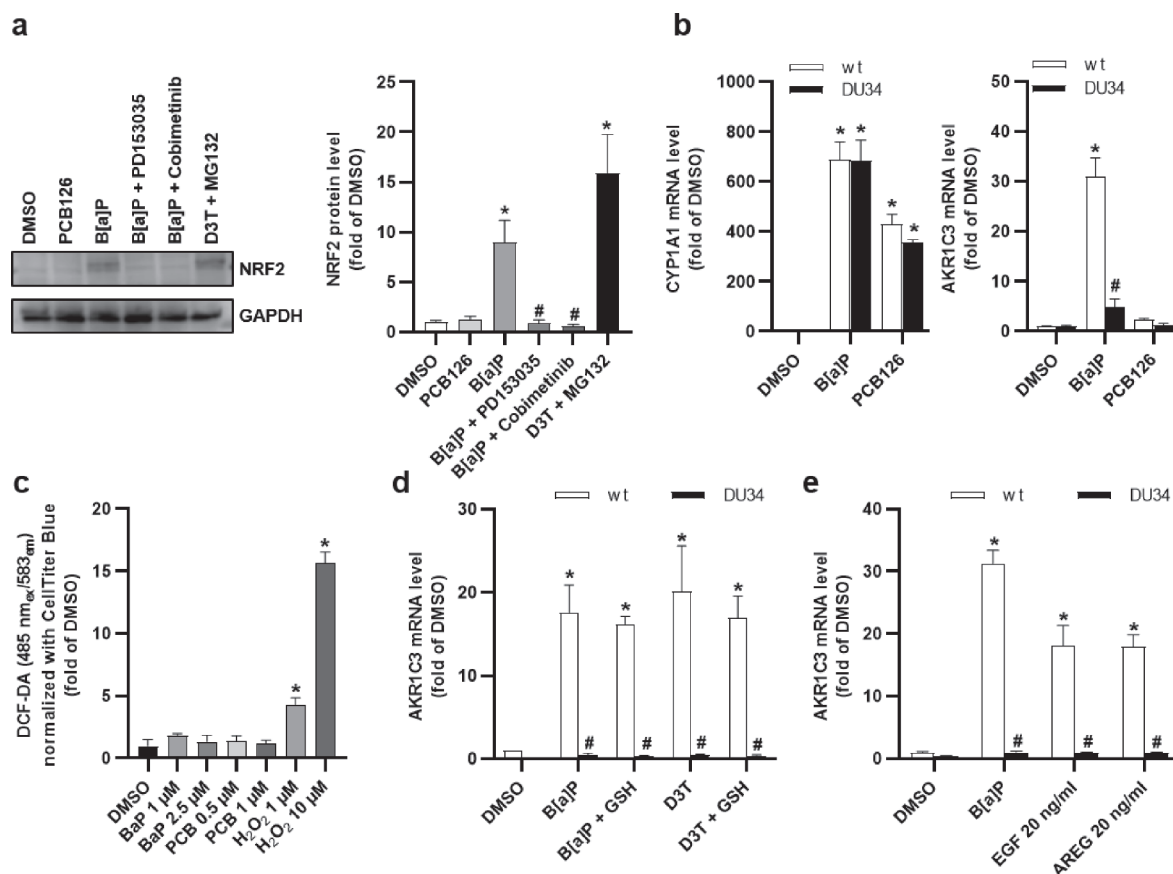 a
DMSO
PCB126
B[a]P
B[a]P + PD153035
B[a]P + Cobimetinib
D3T + MG132
NRF2
GAPDH
NRF2 protein level
(fold of DMSO)
25
20
15
10
5
0
*
*
#
#
DMSO
PCB126
B[a]P
B[a]P + PD153035
B[a]P + Cobimetinib
D3T + MG132
b
wt
DU34
CYP1A1 mRNA level
(fold of DMSO)
1000
800
600
400
200
0
* *
*
*
DMSO
B[a]P
PCB126
wt
DU34
AKR1C3 mRNA level
(fold of DMSO)
50
40
30
20
10
0
*
#
DMSO
B[a]P
PCB126
c
DCF-DA (485 nmex/583em)
normalized with CellTiter Blue
(fold of DMSO)
20
15
10
5
0
*
*
DMSO
BaP 1 µM
BaP 2.5 µM
PCB 0.5 µM
PCB 1 µM
H2O2 1 µM
H2O2 10 µM
d
wt
DU34
AKR1C3 mRNA level
(fold of DMSO)
30
20
10
0
*
#
*
#
*
#
*
#
DMSO
B[a]P
B[a]P + GSH
D3T
D3T + GSH
e
wt
DU34
AKR1C3 mRNA level
(fold of DMSO)
40
30
20
10
0
*
#
*
#
*
#
DMSO
B[a]P
EGF 20 ng/ml
AREG 20 ng/ml